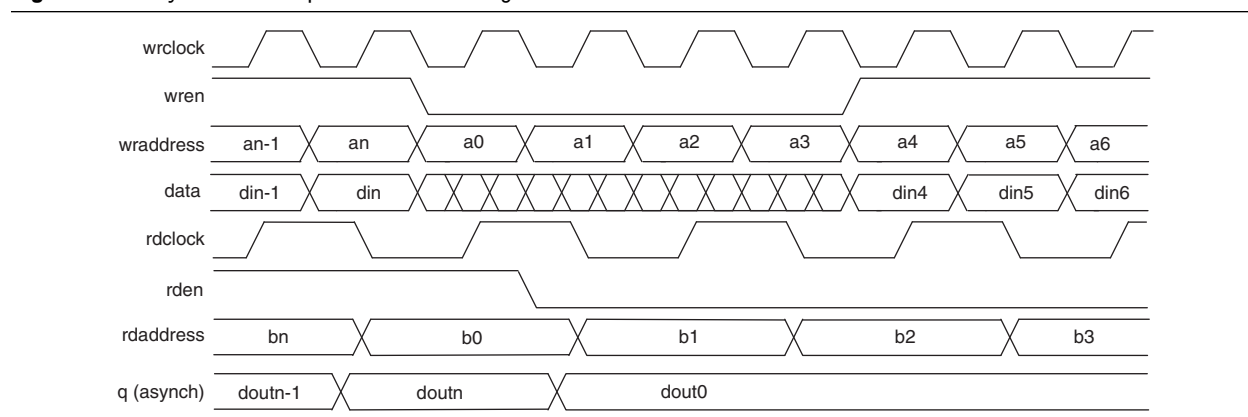 wrclock
wren
wraddress an-1 an a0 a1 a2 a3 a4 a5 a6
data din-1 din din4 din5 din6
rdclock
rden
rdaddress bn b0 b1 b2 b3
q (asynch) doutn-1 doutn dout0